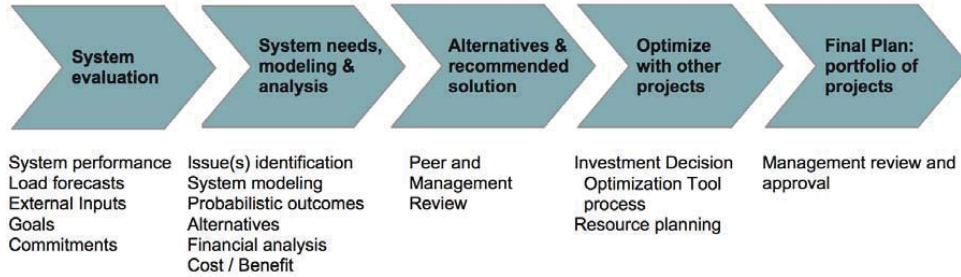 System
evaluation
System needs,
modeling &
analysis
Alternatives &
recommended
solution
Optimize
with other
projects
Final Plan:
portfolio of
projects
System performance
Load forecasts
External Inputs
Goals
Commitments
Issue(s) identification
System modeling
Probabilistic outcomes
Alternatives
Financial analysis
Cost / Benefit
Peer and
Management
Review
Investment Decision
Optimization Tool
process
Resource planning
Management review and
approval